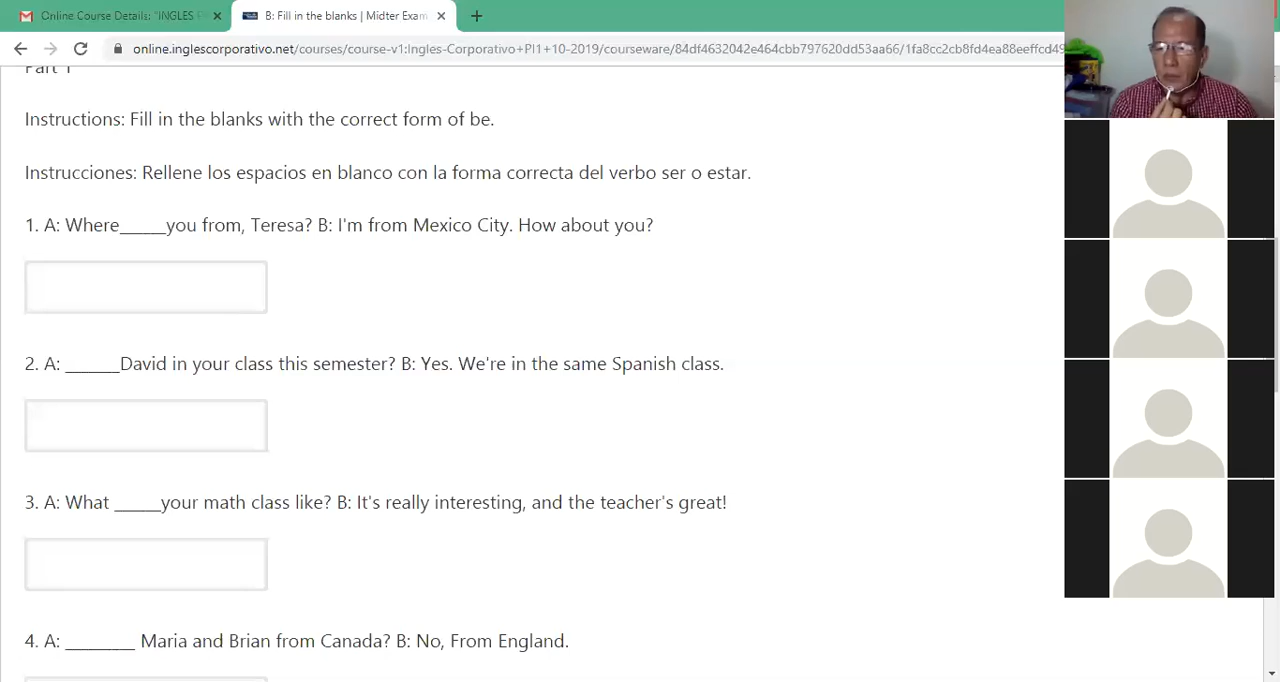 Online Course Details: "INGLES
B: Fill in the blanks | Midter Exam
online.inglescorporativo.net/courses/course-v1:Ingles-Corporativo+PI1+10-2019/courseware/84df4632042e464cbb797620dd53aa66/1fa8cc2cb8fd4ea88eeffcd49
Part 1
Instructions: Fill in the blanks with the correct form of be.
Instrucciones: Rellene los espacios en blanco con la forma correcta del verbo ser o estar.
1. A: Where_____you from, Teresa? B: I'm from Mexico City. How about you?
2. A: ______David in your class this semester? B: Yes. We're in the same Spanish class.
3. A: What _____your math class like? B: It's really interesting, and the teacher's great!
4. A: ________ Maria and Brian from Canada? B: No, From England.